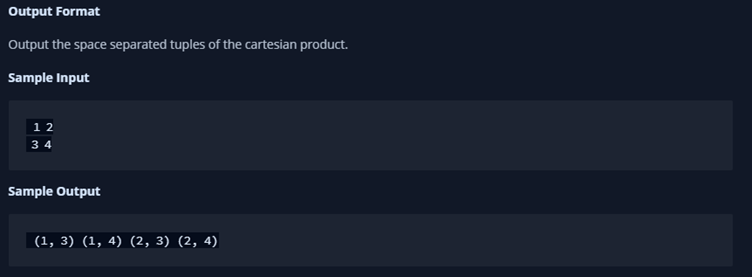 Output Format
Output the space separated tuples of the cartesian product.
Sample Input
1 2
3 4
Sample Output
(1, 3) (1, 4) (2, 3) (2, 4)